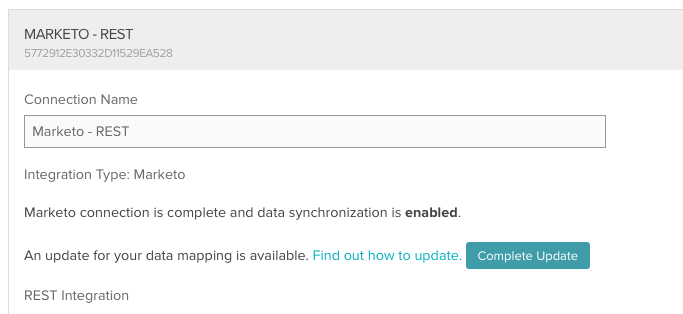 MARKETO - REST
5772912E30332D11529EA528
Connection Name
Marketo - REST
Integration Type: Marketo
Marketo connection is complete and data synchronization is enabled.
An update for your data mapping is available. Find out how to update. Complete Update
REST Integration